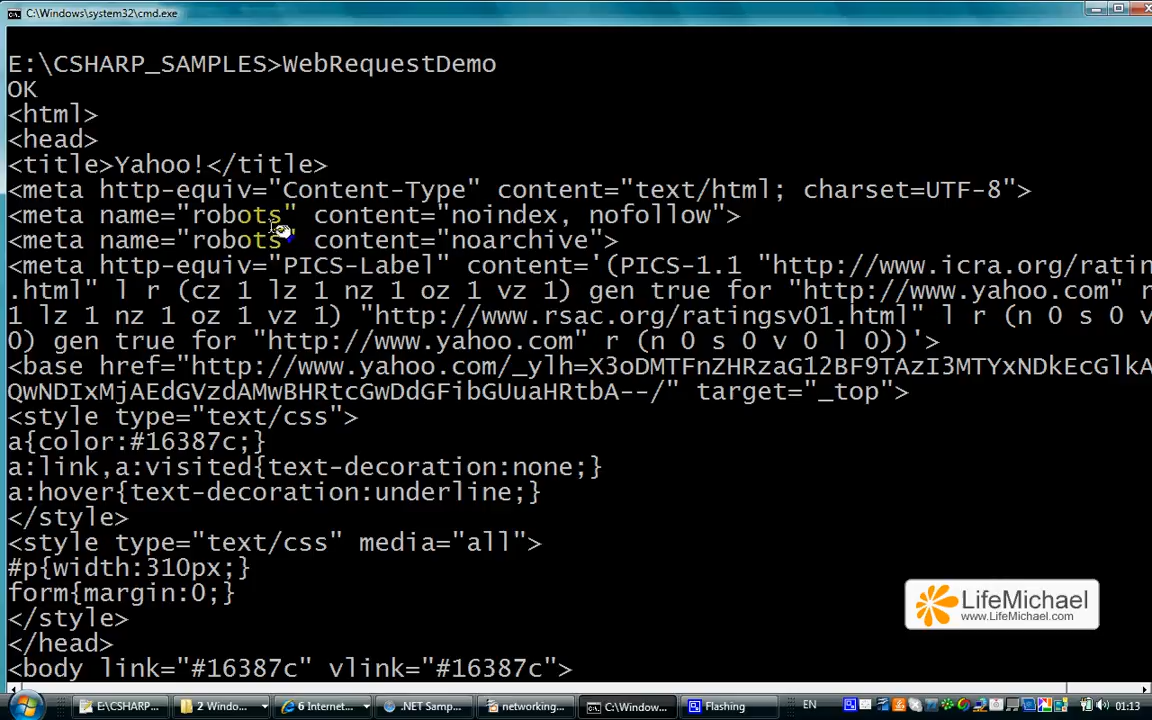 C:\Windows\system32\cmd.exe
E:\CSHARP_SAMPLES>WebRequestDemo
OK
<html>
<head>
<title>Yahoo!</title>
<meta http-equiv="Content-Type" content="text/html; charset=UTF-8">
<meta name="robots" content="noindex, nofollow">
<meta name="robots" content="noarchive">
<meta http-equiv="PICS-Label" content='(PICS-1.1 "http://www.icra.org/ratin
.html" l r (cz 1 lz 1 nz 1 oz 1 vz 1) gen true for "http://www.yahoo.com" r
1 lz 1 nz 1 oz 1 vz 1) "http://www.rsac.org/ratingsv01.html" l r (n 0 s 0 v
0) gen true for "http://www.yahoo.com" r (n 0 s 0 v 0 l 0))'>
<base href="http://www.yahoo.com/_ylh=X3oDMTFnZHRzaG12BF9TAzI3MTYxNDkEcGlkA
QwNDIxMjAEdGVzdAMwBHRtcGwDdGFibGUuaHRtbA--/" target="_top">
<style type="text/css">
a{color:#16387c;}
a:link,a:visited{text-decoration:none;}
a:hover{text-decoration:underline;}
</style>
<style type="text/css" media="all">
#p{width:310px;}
form{margin:0;}
</style>
</head>
<body link="#16387c" vlink="#16387c">
LifeMichael
www.LifeMichael.com
E:\CSHARP... 2 Windo... 6 Internet... .NET Samp... networking... C:\Window... Flashing EN 01:13